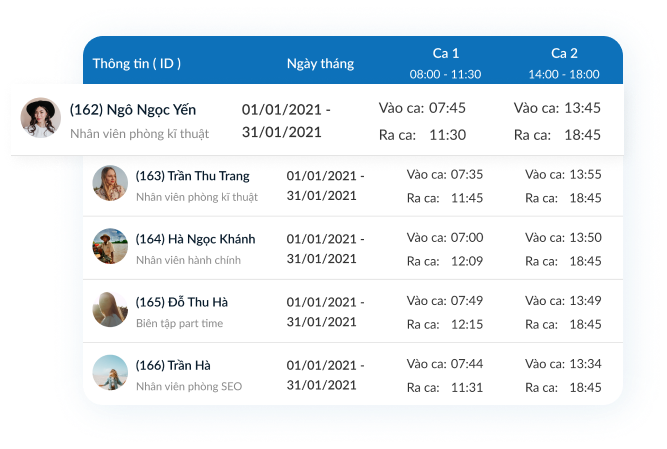 Thông tin ( ID ) Ngày tháng Ca 1 Ca 2
08:00 - 11:30 14:00 - 18:00
(162) Ngô Ngọc Yến 01/01/2021 - Vào ca: 07:45 Vào ca: 13:45
Nhân viên phòng kĩ thuật 31/01/2021 Ra ca: 11:30 Ra ca: 18:45
(163) Trần Thu Trang 01/01/2021 - Vào ca: 07:35 Vào ca: 13:55
Nhân viên phòng kĩ thuật 31/01/2021 Ra ca: 11:45 Ra ca: 18:45
(164) Hà Ngọc Khánh 01/01/2021 - Vào ca: 07:00 Vào ca: 13:50
Nhân viên hành chính 31/01/2021 Ra ca: 12:09 Ra ca: 18:45
(165) Đỗ Thu Hà 01/01/2021 - Vào ca: 07:49 Vào ca: 13:49
Biên tập part time 31/01/2021 Ra ca: 12:15 Ra ca: 18:45
(166) Trần Hà 01/01/2021 - Vào ca: 07:44 Vào ca: 13:34
Nhân viên phòng SEO 31/01/2021 Ra ca: 11:31 Ra ca: 18:45